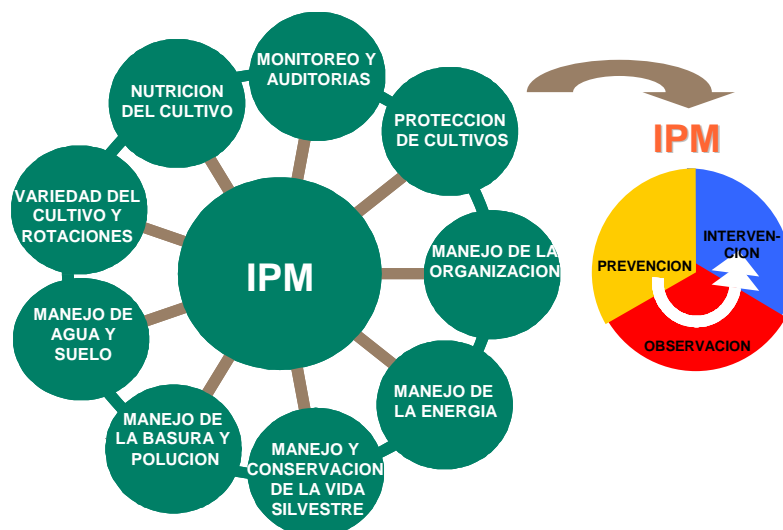 MONITOREO Y
AUDITORIAS
NUTRICION
DEL CULTIVO
PROTECCION
DE CULTIVOS
IPM
VARIEDAD DEL
CULTIVO Y
ROTACIONES
INTERVEN-
CION
PREVENCION
OBSERVACION
MANEJO DE LA
ORGANIZACION
IPM
MANEJO DE
AGUA Y
SUELO
MANEJO DE
LA ENERGIA
MANEJO DE
LA BASURA Y
POLUCION
MANEJO Y
CONSERVACION
DE LA VIDA
SILVESTRE